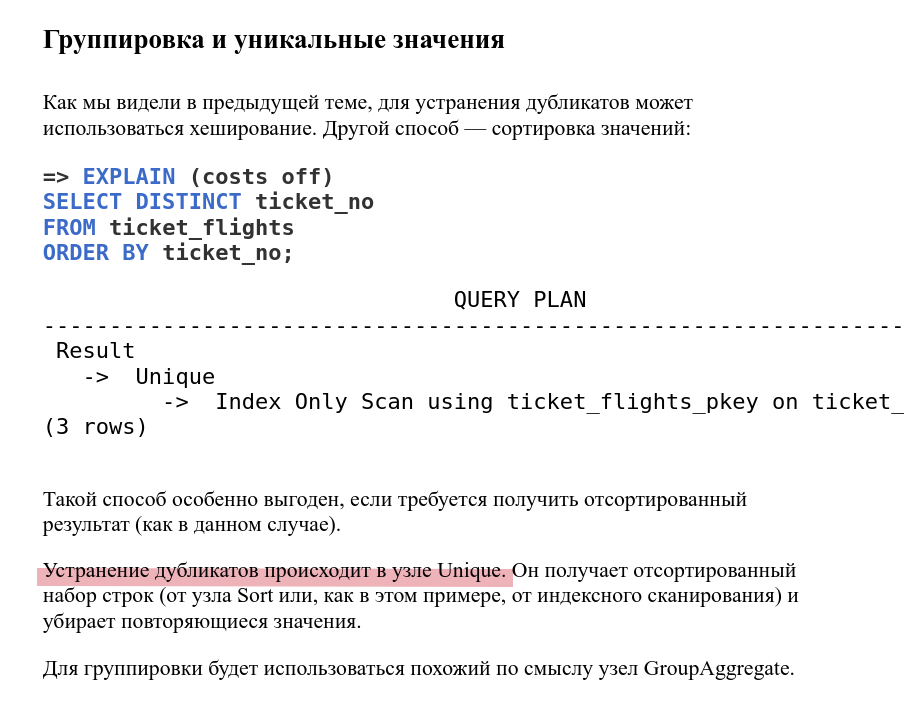 Группировка и уникальные значения
Как мы видели в предыдущей теме, для устранения дубликатов может
использоваться хеширование. Другой способ — сортировка значений:
=> EXPLAIN (costs off)
SELECT DISTINCT ticket_no
FROM ticket_flights
ORDER BY ticket_no;
QUERY PLAN
-----------------------------------------------------------------
Result
-> Unique
-> Index Only Scan using ticket_flights_pkey on ticket_
(3 rows)
Такой способ особенно выгоден, если требуется получить отсортированный
результат (как в данном случае).
Устранение дубликатов происходит в узле Unique. Он получает отсортированный
набор строк (от узла Sort или, как в этом примере, от индексного сканирования) и
убирает повторяющиеся значения.
Для группировки будет использоваться похожий по смыслу узел GroupAggregate.